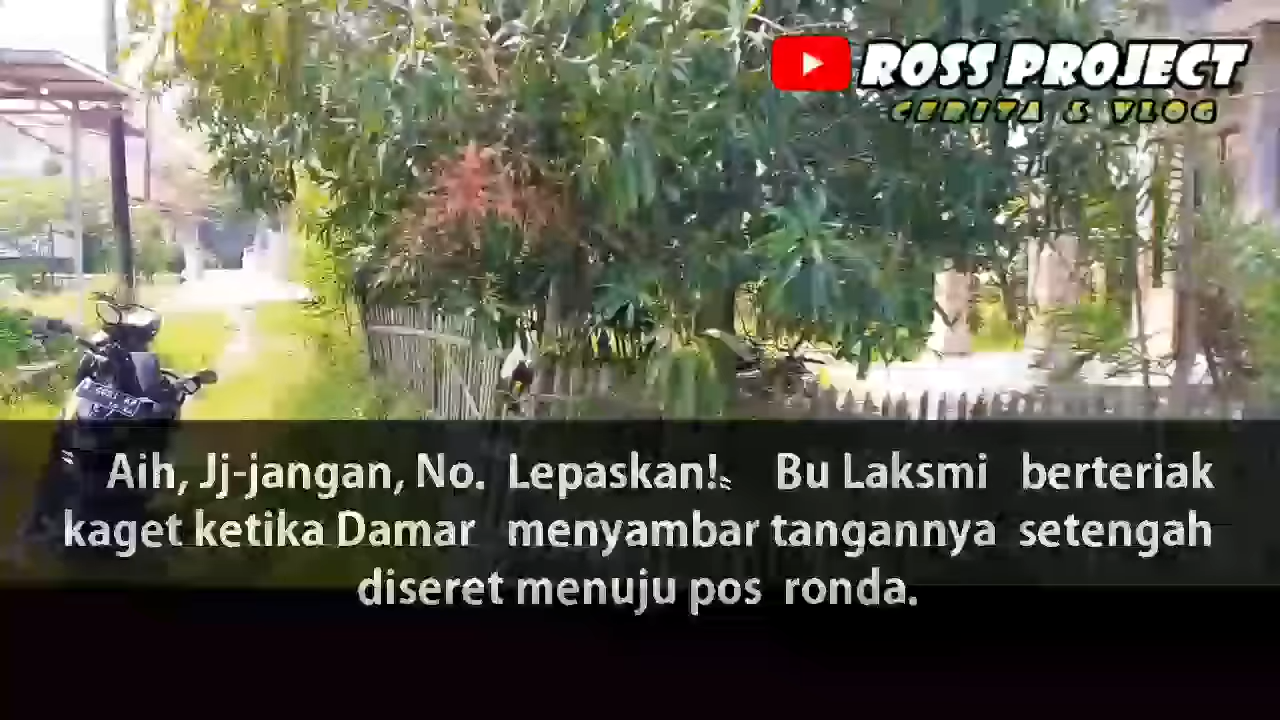 ROSS PROJECT
CERITA & VLOG
" Aih, Jj-jangan, No. Lepaskan!" Bu Laksmi berteriak
kaget ketika Damar menyambar tangannya setengah
diseret menuju pos ronda.